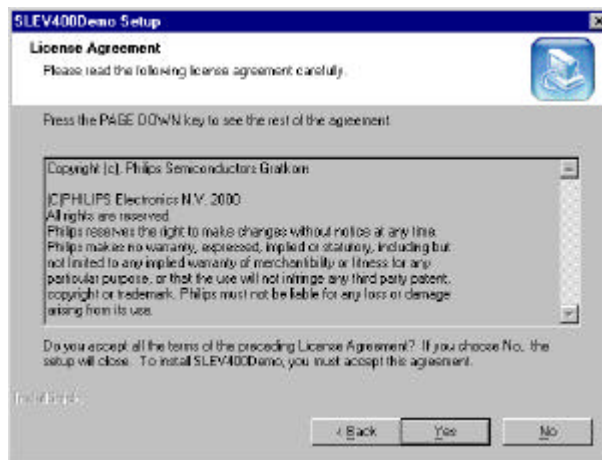 SLEV400Demo Setup
License Agreement
Please read the following license agreement carefully.
Press the PAGE DOWN key to see the rest of the agreement.
Copyright (c), Philips Semiconductors Gratkorn
(C)PHILIPS Electronics N.V. 2000
All rights are reserved.
Philips reserves the right to make changes without notice at any time.
Philips makes no warranty, expressed, implied or statutory, including but
not limited to any implied warranty of merchantibility or fitness for any
particular purpose, or that the use will not infringe any third party patent,
copyright or trademark. Philips must not be liable for any loss or damage
arising from its use.
Do you accept all the terms of the preceding License Agreement? If you choose No, the
setup will close. To install SLEV400Demo, you must accept this agreement.
< Back
Yes
No